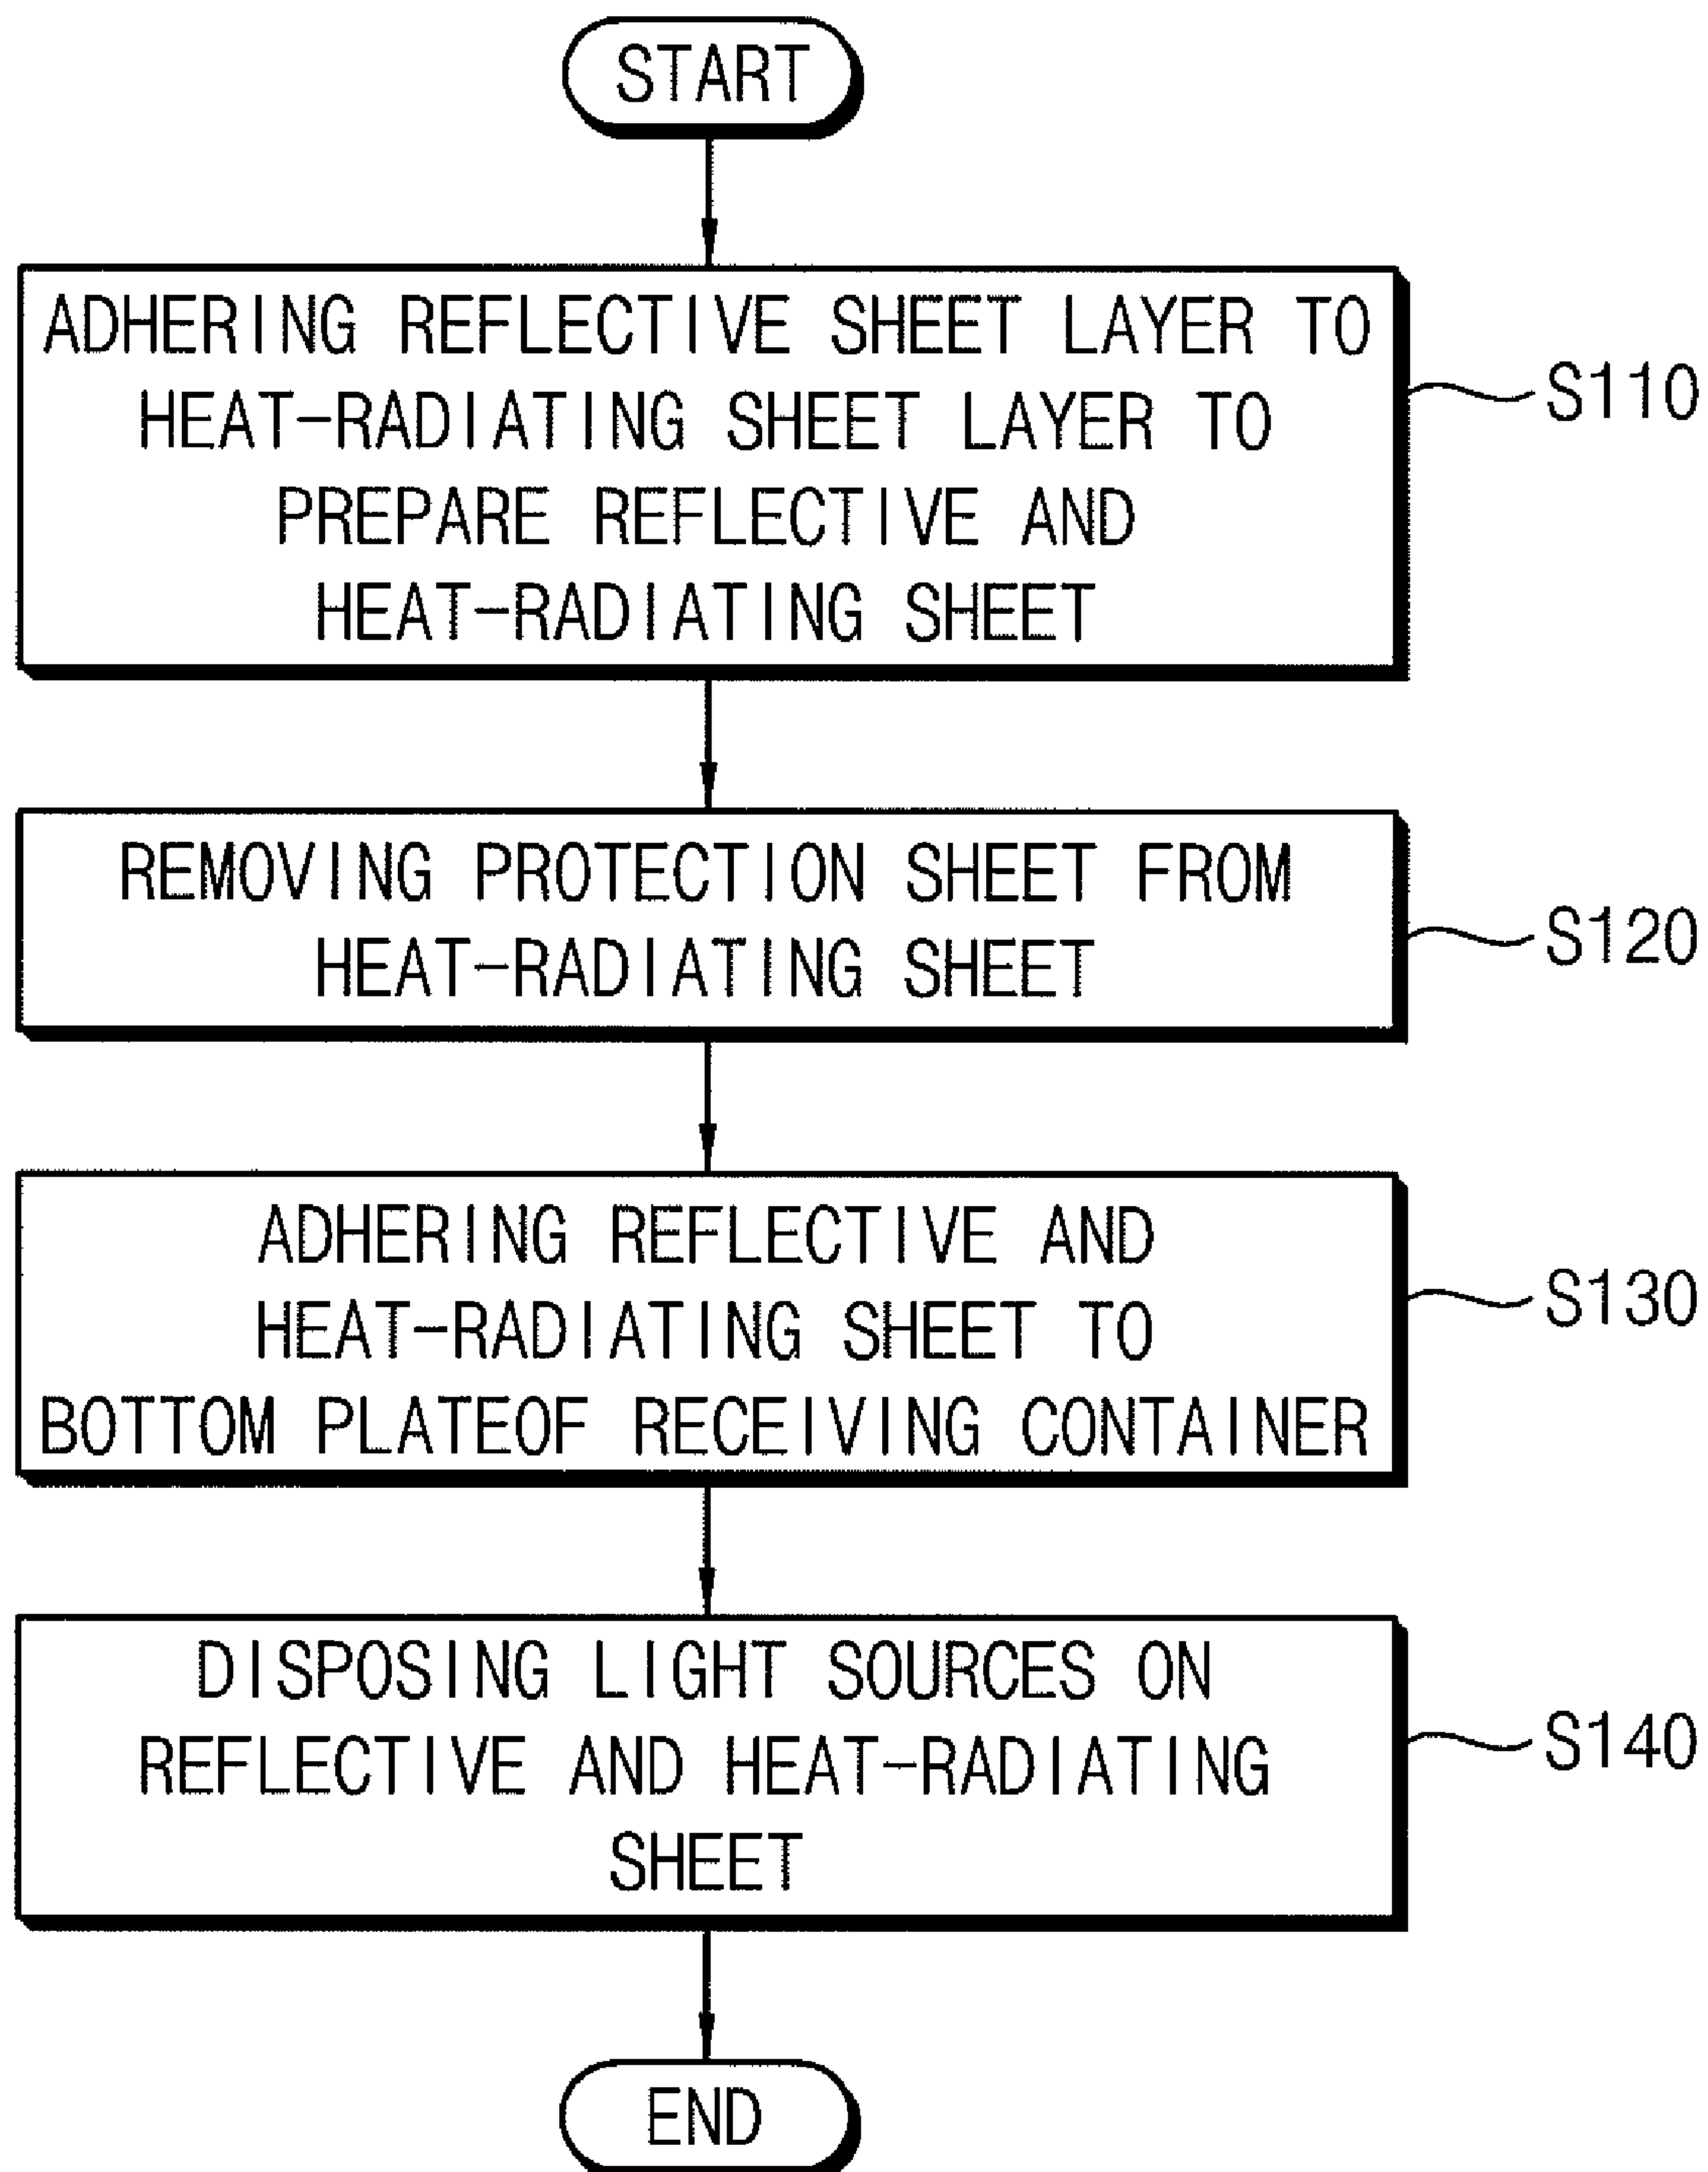 START
ADHERING REFLECTIVE SHEET LAYER TO
HEAT-RADIATING SHEET LAYER TO
PREPARE REFLECTIVE AND
HEAT-RADIATING SHEET
S110
REMOVING PROTECTION SHEET FROM
HEAT-RADIATING SHEET
S120
ADHERING REFLECTIVE AND
HEAT-RADIATING SHEET TO
BOTTOM PLATEOF RECEIVING CONTAINER
S130
DISPOSING LIGHT SOURCES ON
REFLECTIVE AND HEAT-RADIATING
SHEET
S140
END